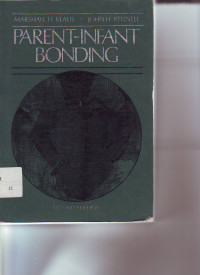 MARSHALL H. KLAUS · JOHN H. KENNELL
PARENT-INFANT
BONDING